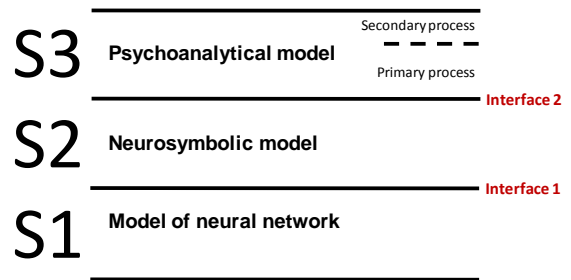 Secondary process
S3 Psychoanalytical model
Primary process
Interface 2
S2 Neurosymbolic model
Interface 1
S1 Model of neural network